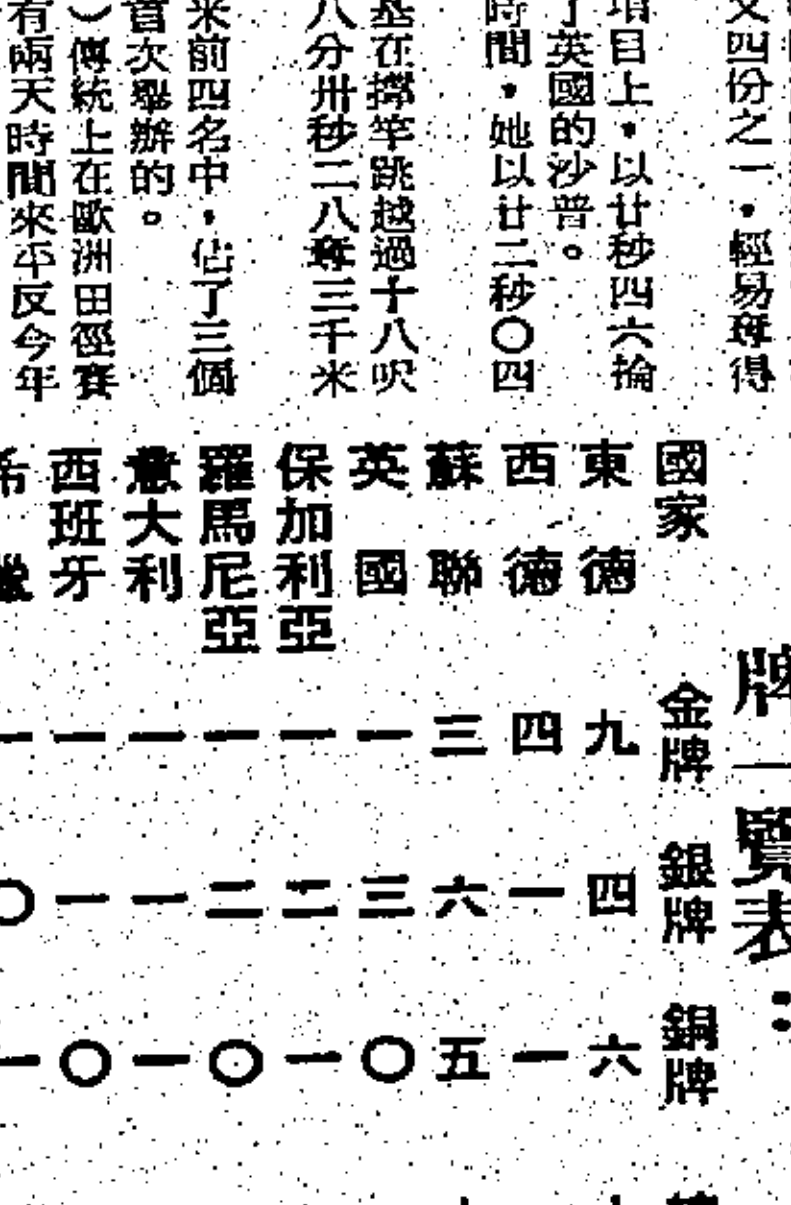 又四份之一，輕易奪得
項目上，以廿秒四六掄
了英國的沙普。
時間，她以廿二秒〇四
基在撐竿跳越過十八呎
八分卅秒二八奪三千米
米前四名中，佔了三個
首次舉辦的。
︶傳統上在歐洲田徑賽
有兩天時間來平反今年
牌一覽表：
國家 金牌 銀牌 銅牌
東德 九 四 六
西德 四 一 一
蘇聯 三 六 五
英國 一 三 〇
保加利亞 一 二 一
羅馬尼亞 一 二 〇
意大利 一 一 一
西班牙 一 一 〇
希臘 一 〇 一